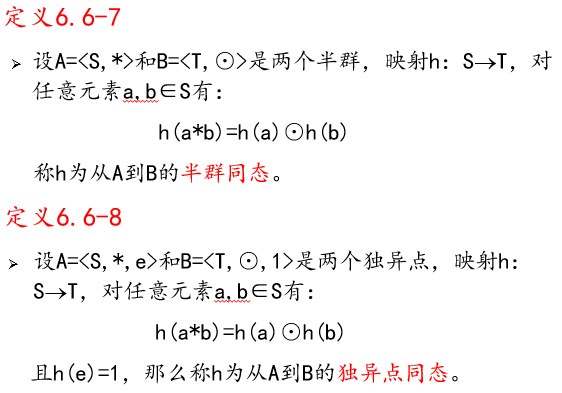 定义6.6-7
➢ 设A=<S,*>和B=<T,⊙>是两个半群，映射h：S→T，对
任意元素a,b∈S有：
h(a*b)=h(a)⊙h(b)
称h为从A到B的半群同态。
定义6.6-8
➢ 设A=<S,*,e>和B=<T,⊙,1>是两个独异点，映射h：
S→T，对任意元素a,b∈S有：
h(a*b)=h(a)⊙h(b)
且h(e)=1，那么称h为从A到B的独异点同态。